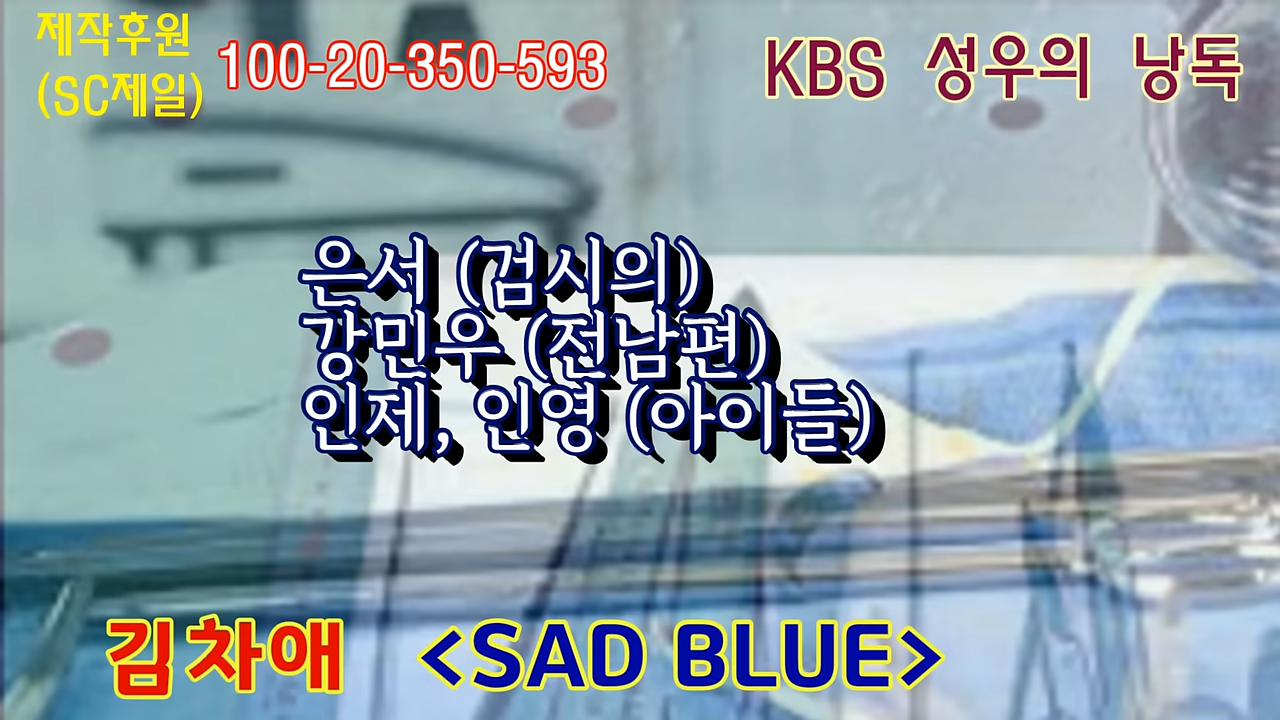 제작후원
(SC제일)
100-20-350-593
KBS 성우의 낭독
은서 (검시의)
강민우 (전남편)
인제, 인영 (아이들)
김차애 <SAD BLUE>